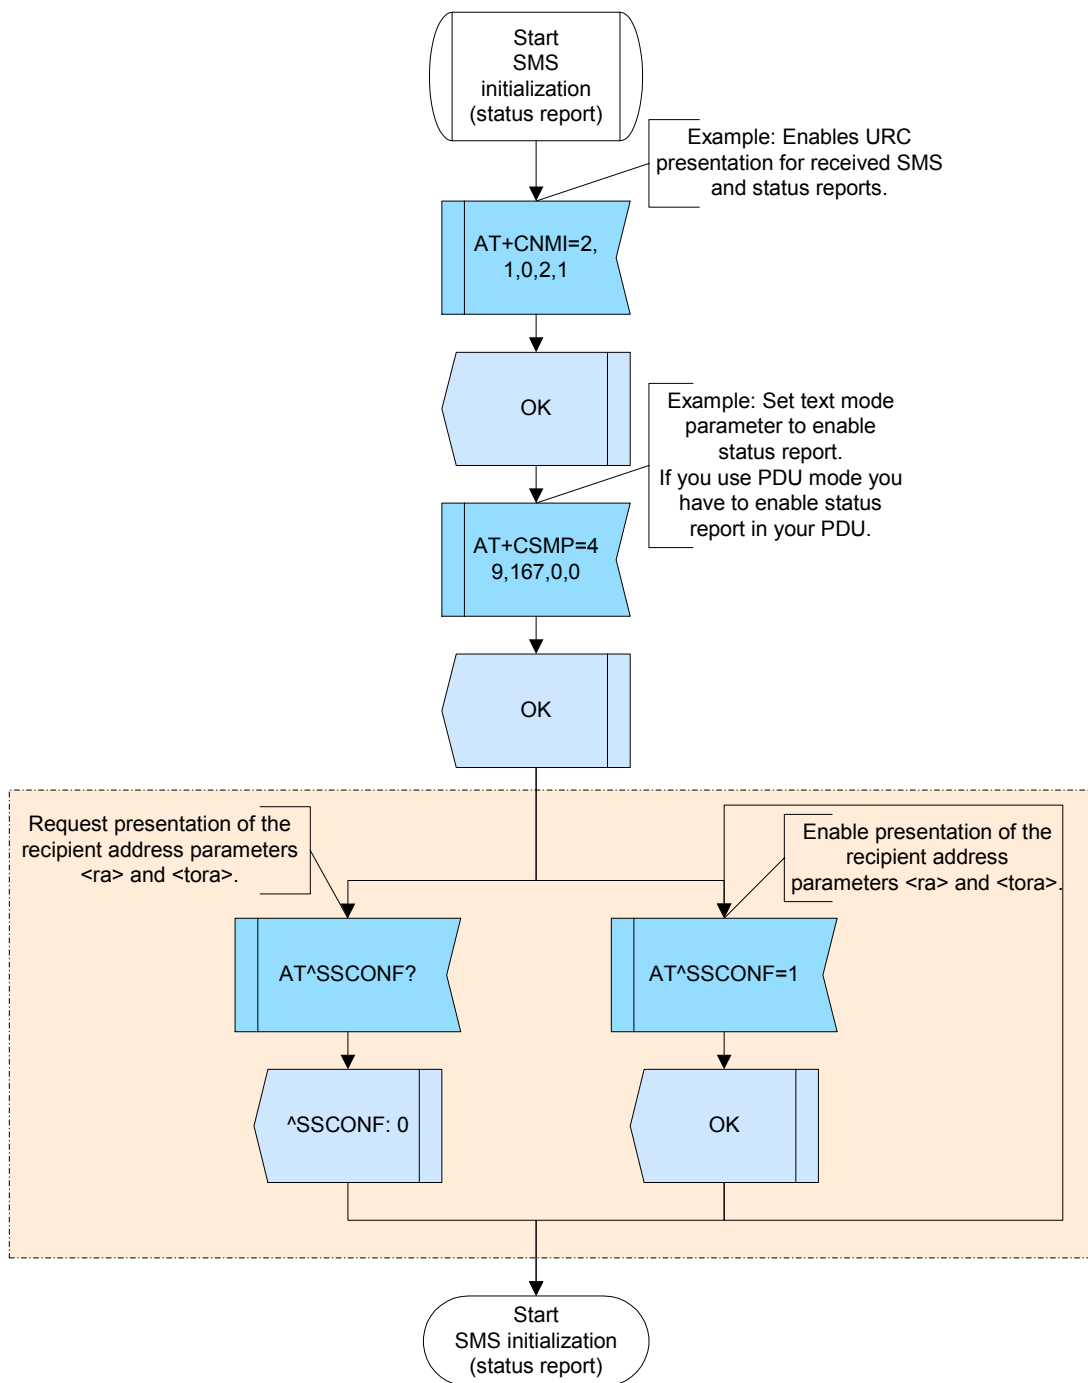 Start
SMS
initialization
(status report)
Example: Enables URC
presentation for received SMS
and status reports.
AT+CNMI=2,
1,0,2,1
OK
Example: Set text mode
parameter to enable
status report.
If you use PDU mode you
have to enable status
report in your PDU.
AT+CSMP=4
9,167,0,0
OK
Request presentation of the
recipient address parameters
<ra> and <tora>.
Enable presentation of the
recipient address
parameters <ra> and <tora>.
AT^SSCONF?
AT^SSCONF=1
^SSCONF: 0
OK
Start
SMS initialization
(status report)